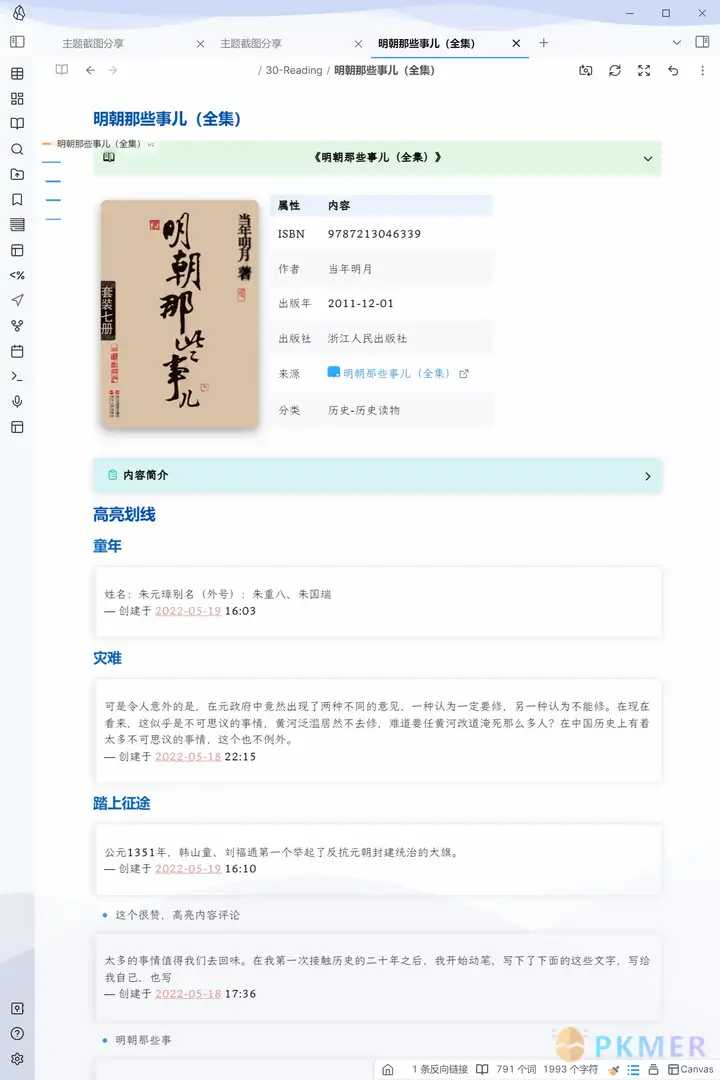 主题截图分享
主题截图分享
明朝那些事儿（全集）
/ 30-Reading / 明朝那些事儿（全集）
明朝那些事儿（全集）
明朝那些事儿（全集） H2
《明朝那些事儿（全集）》
明朝那些事儿
当年明月 著
套装七册
属性 内容
ISBN 9787213046339
作者 当年明月
出版年 2011-12-01
出版社 浙江人民出版社
来源 明朝那些事儿（全集）
分类 历史-历史读物
内容简介
高亮划线
童年
姓名：朱元璋别名（外号）：朱重八、朱国瑞
— 创建于 2022-05-19 16:03
灾难
可是令人意外的是，在元政府中竟然出现了两种不同的意见，一种认为一定要修，另一种认为不能修。在现在
看来，这似乎是不可思议的事情，黄河泛滥居然不去修，难道要任黄河改道淹死那么多人？在中国历史上有着
太多不可思议的事情，这个也不例外。
— 创建于 2022-05-18 22:15
踏上征途
公元1351年，韩山童、刘福通第一个举起了反抗元朝封建统治的大旗。
— 创建于 2022-05-19 16:10
这个很赞，高亮内容评论
太多的事情值得我们去回味。在我第一次接触历史的二十年之后，我开始动笔，写下了下面的这些文字，写给
我自己，也写
— 创建于 2022-05-18 17:36
明朝那些事
PKMER
1 条反向链接 791 个词 1993 个字符 Canvas